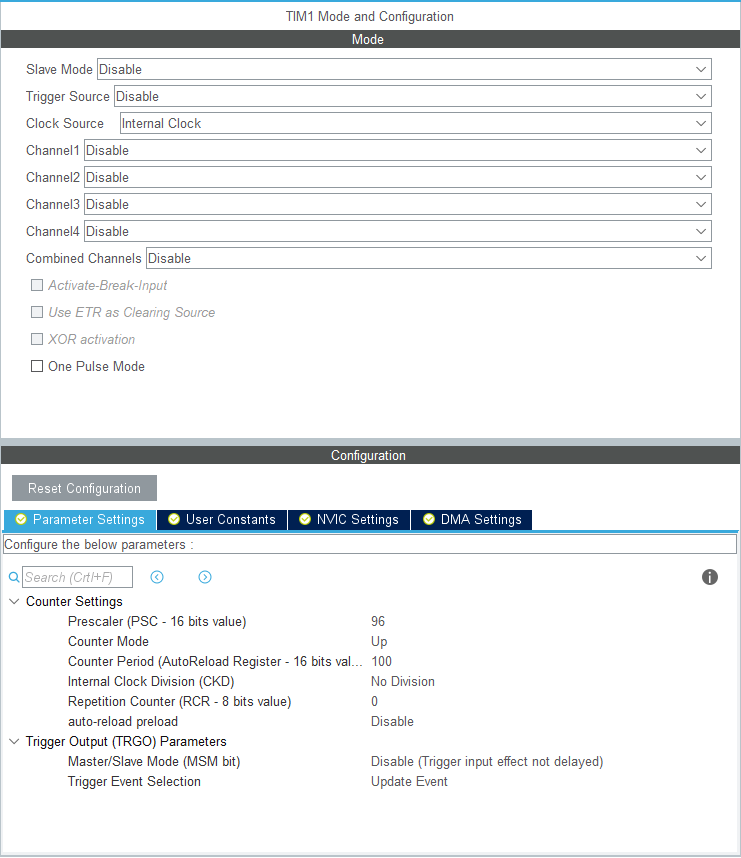 TIM1 Mode and Configuration
Mode
Slave Mode Disable
Trigger Source Disable
Clock Source Internal Clock
Channel1 Disable
Channel2 Disable
Channel3 Disable
Channel4 Disable
Combined Channels Disable
Activate-Break-Input
Use ETR as Clearing Source
XOR activation
One Pulse Mode
Configuration
Reset Configuration
Parameter Settings User Constants NVIC Settings DMA Settings
Configure the below parameters :
Search (Crtl+F)
Counter Settings
Prescaler (PSC - 16 bits value) 96
Counter Mode Up
Counter Period (AutoReload Register - 16 bits val... 100
Internal Clock Division (CKD) No Division
Repetition Counter (RCR - 8 bits value) 0
auto-reload preload Disable
Trigger Output (TRGO) Parameters
Master/Slave Mode (MSM bit) Disable (Trigger input effect not delayed)
Trigger Event Selection Update Event